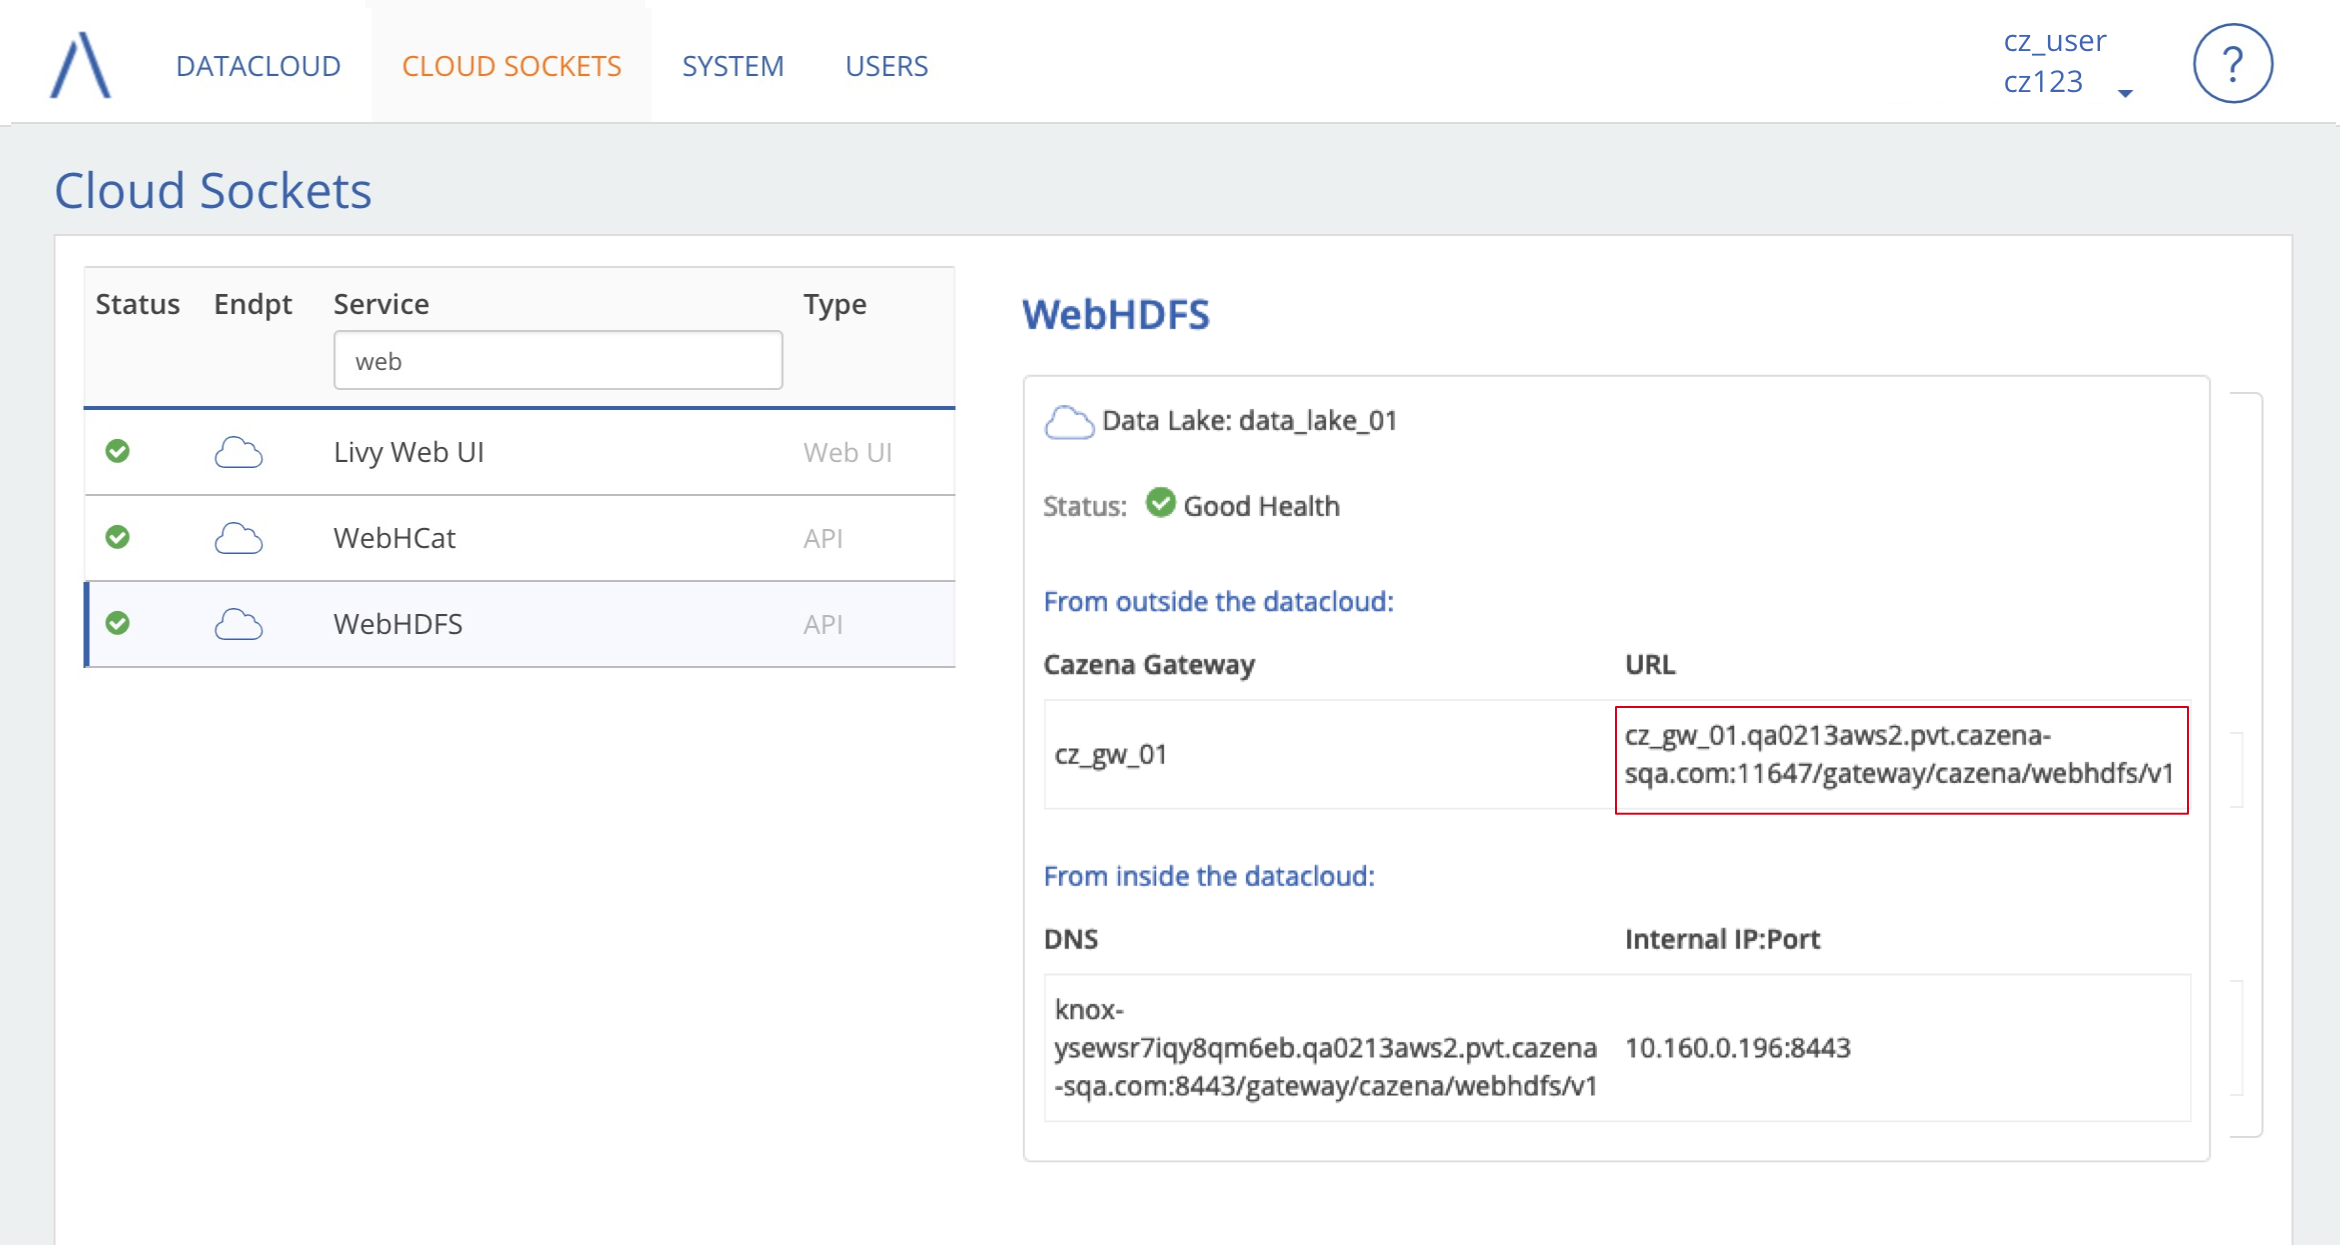 DATACLOUD
CLOUD SOCKETS
SYSTEM
USERS
cz_user
cz123
?
Cloud Sockets
Status
Endpt
Service
Type
web
Livy Web UI
Web UI
WebHCat
API
WebHDFS
API
WebHDFS
Data Lake: data_lake_01
Status: Good Health
From outside the datacloud:
Cazena Gateway
URL
cz_gw_01
cz_gw_01.qa0213aws2.pvt.cazena-
sqa.com:11647/gateway/cazena/webhdfs/v1
From inside the datacloud:
DNS
Internal IP:Port
knox-
ysewsr7iqy8qm6eb.qa0213aws2.pvt.cazena
-sqa.com:8443/gateway/cazena/webhdfs/v1
10.160.0.196:8443